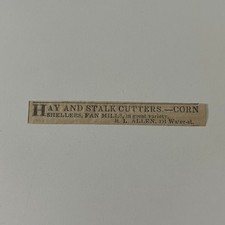 HAY AND STALK CUTTERS.—CORN
SHELLERS, FAN MILLS, in great variety.
R. L. ALLEN, 191 Water-st.